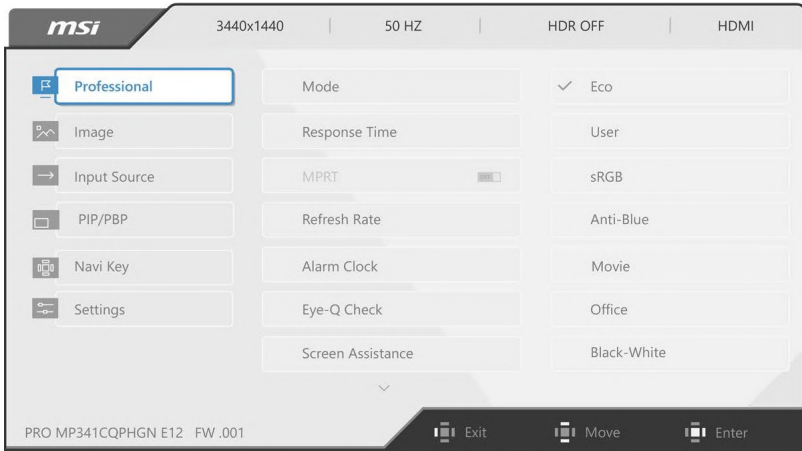 msi 3440x1440 50 HZ HDR OFF HDMI
Professional Mode Eco
Image Response Time User
Input Source MPRT OFF sRGB
PIP/PBP Refresh Rate Anti-Blue
Navi Key Alarm Clock Movie
Settings Eye-Q Check Office
Screen Assistance Black-White
PRO MP341CQPHGN E12 FW .001 Exit Move Enter